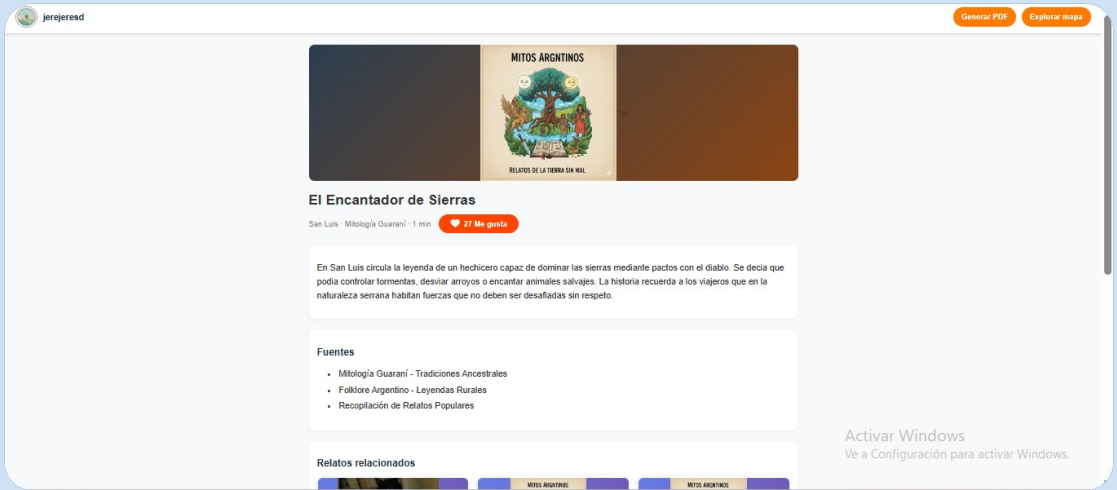 jerejeresd
Generar PDF
Explorar mapa
MITOS ARGNTINOS
RELATOS DE LA TIERRA SIN MAL
El Encantador de Sierras
San Luis · Mitología Guaraní · 1 min
27 Me gusta
En San Luis circula la leyenda de un hechicero capaz de dominar las sierras mediante pactos con el diablo. Se decia que
podía controlar tormentas, desviar arroyos o encantar animales salvajes. La historia recuerda a los viajeros que en la
naturaleza serrana habitan fuerzas que no deben ser desafiadas sin respeto.
Fuentes
• Mitología Guaraní - Tradiciones Ancestrales
• Folklore Argentino - Leyendas Rurales
• Recopilación de Relatos Populares
Activar Windows
Ve a Configuración para activar Windows.
Relatos relacionados
MITOS ARGNTINOS
MITOS ARGNTINOS